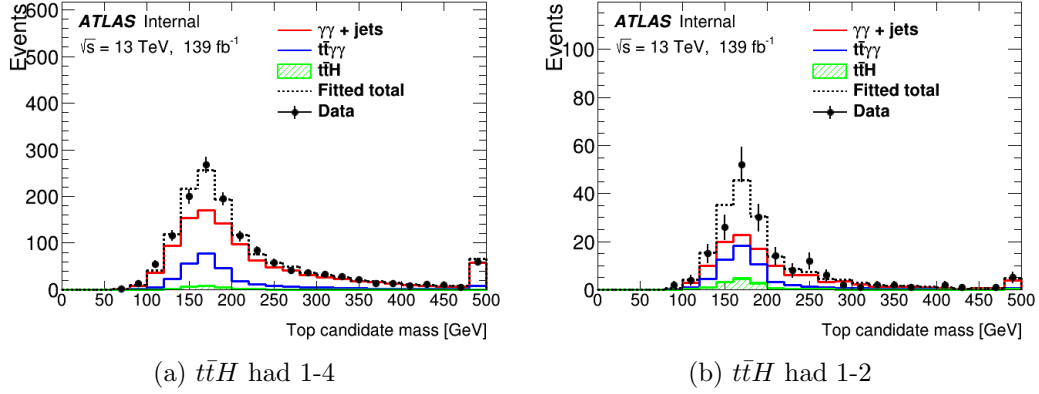 Events
600
500
400
300
200
100
0
ATLAS Internal
√s = 13 TeV, 139 fb⁻¹
γγ + jets
tt̄γγ
tt̄H
Fitted total
Data
0 50 100 150 200 250 300 350 400 450 500
Top candidate mass [GeV]
(a) tt̄H had 1-4
Events
100
80
60
40
20
0
ATLAS Internal
√s = 13 TeV, 139 fb⁻¹
γγ + jets
tt̄γγ
tt̄H
Fitted total
Data
0 50 100 150 200 250 300 350 400 450 500
Top candidate mass [GeV]
(b) tt̄H had 1-2